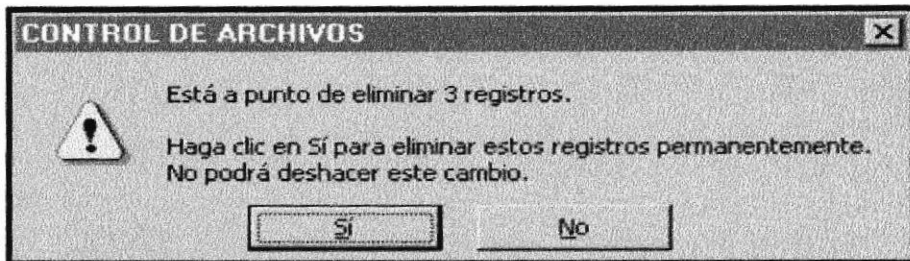 CONTROL DE ARCHIVOS
Está a punto de eliminar 3 registros.
Haga clic en Sí para eliminar estos registros permanentemente.
No podrá deshacer este cambio.
Sí
No